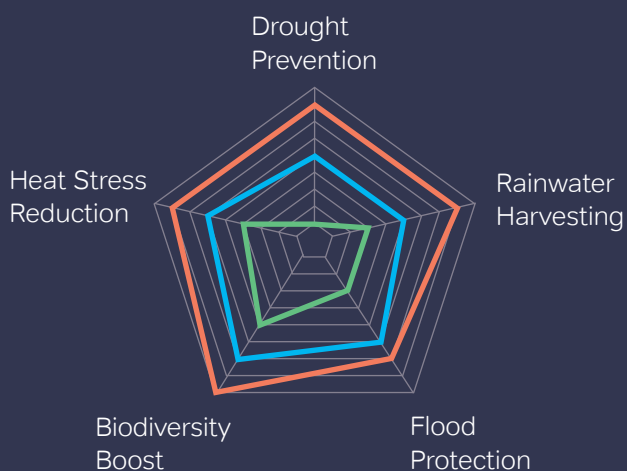 Drought
Prevention
Heat Stress
Reduction
Rainwater
Harvesting
Biodiversity
Boost
Flood
Protection